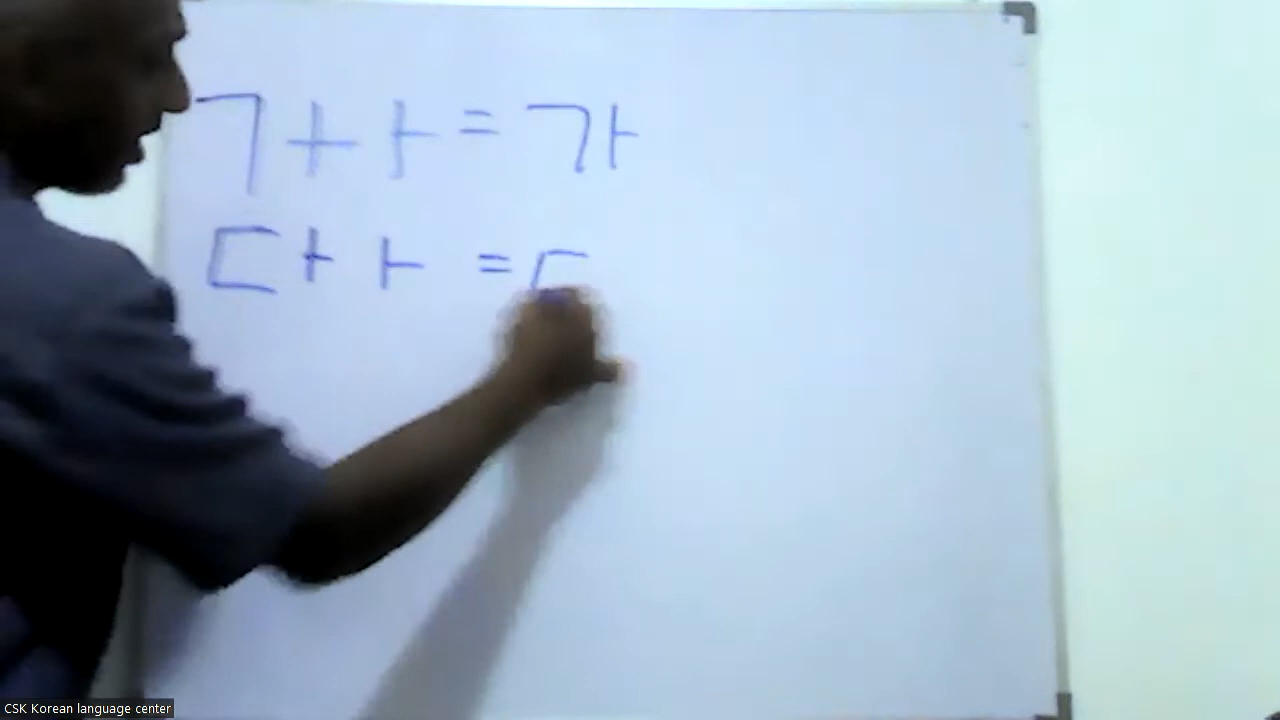 ㄱ + ㅏ = 가
ㄷ + ㅏ = ㄷ
CSK Korean language center